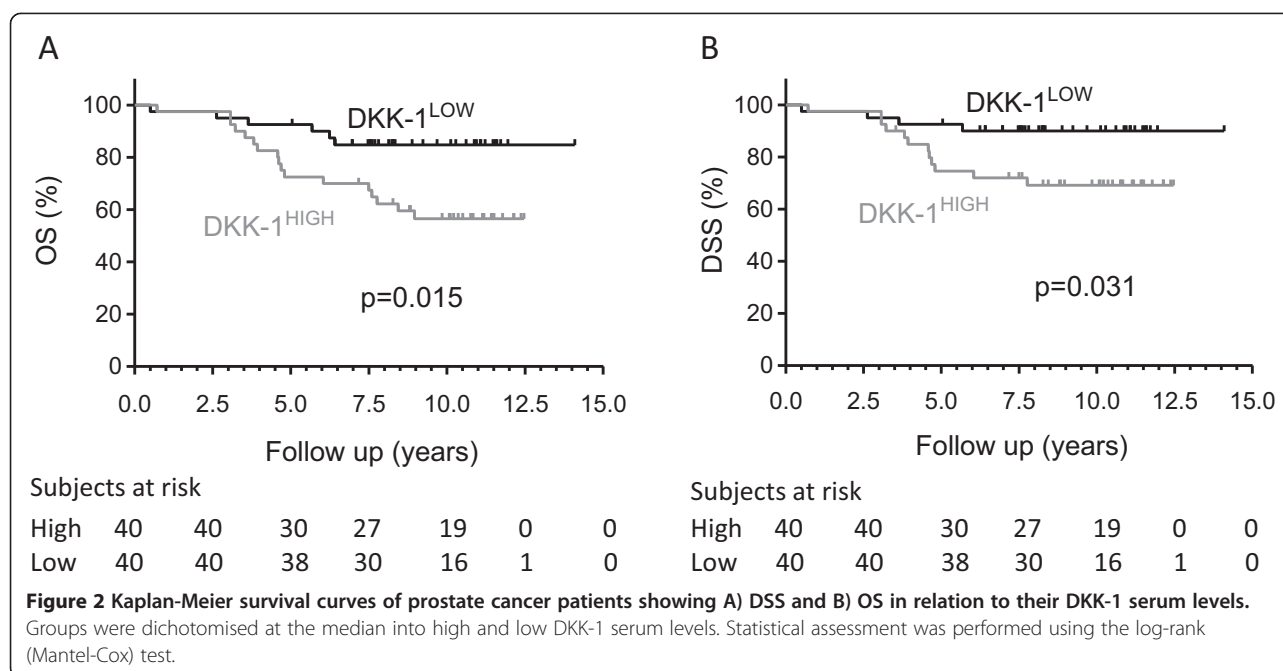 A
100
80
60
40
20
0
OS (%)
DKK-1LOW
DKK-1HIGH
p=0.015
0.0 2.5 5.0 7.5 10.0 12.5 15.0
Follow up (years)
Subjects at risk
High 40 40 30 27 19 0 0
Low 40 40 38 30 16 1 0
B
100
80
60
40
20
0
DSS (%)
DKK-1LOW
DKK-1HIGH
p=0.031
0.0 2.5 5.0 7.5 10.0 12.5 15.0
Follow up (years)
Subjects at risk
High 40 40 30 27 19 0 0
Low 40 40 38 30 16 1 0
Figure 2 Kaplan-Meier survival curves of prostate cancer patients showing A) DSS and B) OS in relation to their DKK-1 serum levels.
Groups were dichotomised at the median into high and low DKK-1 serum levels. Statistical assessment was performed using the log-rank
(Mantel-Cox) test.